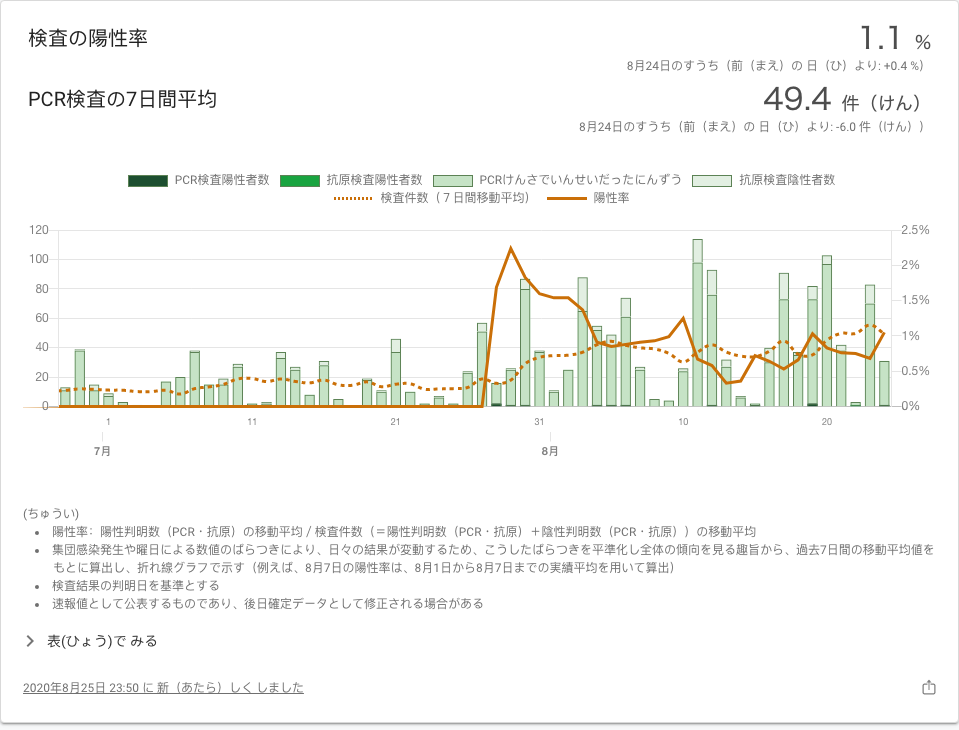 検査の陽性率
1.1 %
8月24日のすうち（前（まえ）の 日（ひ）より: +0.4 %）
PCR検査の7日間平均
49.4 件（けん）
8月24日のすうち（前（まえ）の 日（ひ）より: -6.0 件（けん））
PCR検査陽性者数 抗原検査陽性者数 PCRけんさでいんせいだったにんずう 抗原検査陰性者数
検査件数（７日間移動平均） 陽性率
120 2.5%
100 2%
80 1.5%
60 1%
40 0.5%
20 0%
0
1 11 21 31 10 20
7月 8月
(ちゅうい)
陽性率：陽性判明数（PCR・抗原）の移動平均 / 検査件数（＝陽性判明数（PCR・抗原）＋陰性判明数（PCR・抗原））の移動平均
集団感染発生や曜日による数値のばらつきにより、日々の結果が変動するため、こうしたばらつきを平準化し全体の傾向を見る趣旨から、過去7日間の移動平均値を
もとに算出し、折れ線グラフで示す（例えば、8月7日の陽性率は、8月1日から8月7日までの実績平均を用いて算出）
検査結果の判明日を基準とする
速報値として公表するものであり、後日確定データとして修正される場合がある
表(ひょう)で みる
2020年8月25日 23:50 に 新（あたら）しく しました